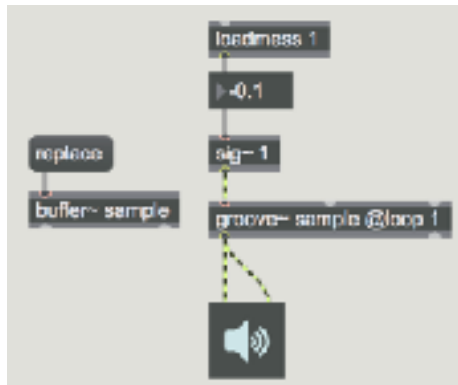 loadmess 1
-0.1
replace
sig~ 1
buffer~ sample
groove~ sample @loop 1